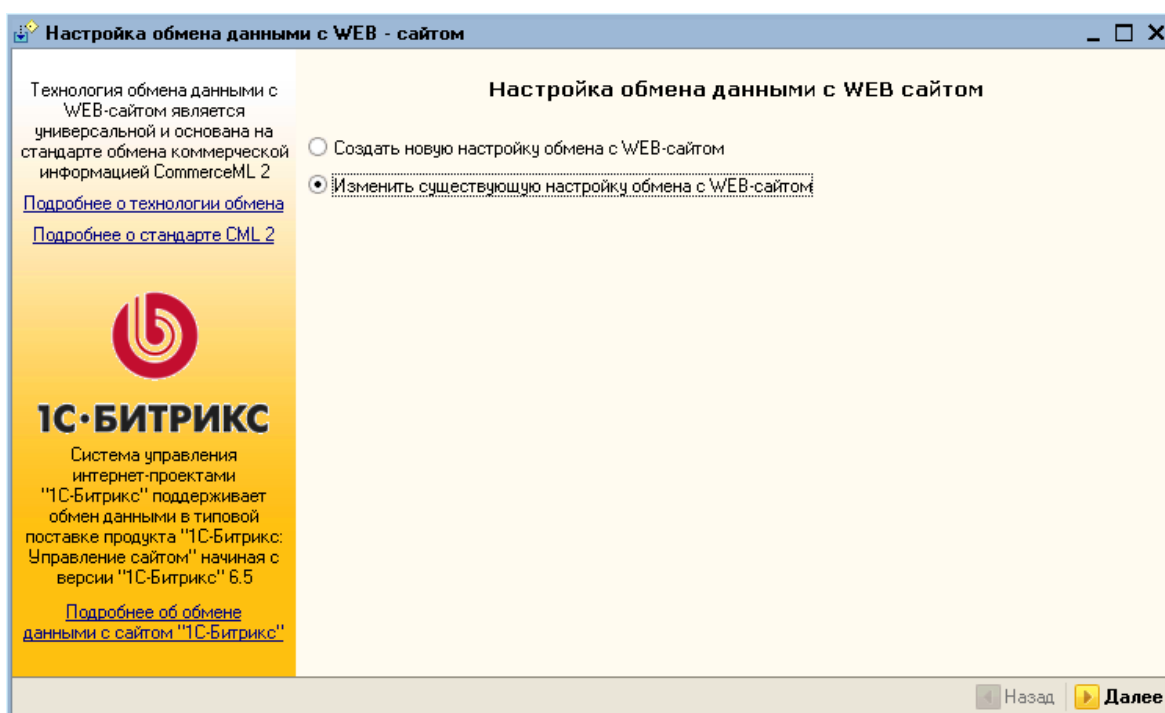 Настройка обмена данными с WEB - сайтом
Технология обмена данными с
WEB-сайтом является
универсальной и основана на
стандарте обмена коммерческой
информацией CommerceML 2
Подробнее о технологии обмена
Подробнее о стандарте CML 2
1С·БИТРИКС
Система управления
интернет-проектами
"1С-Битрикс" поддерживает
обмен данными в типовой
поставке продукта "1С-Битрикс:
Управление сайтом" начиная с
версии "1С-Битрикс" 6.5
Подробнее об обмене
данными с сайтом "1С-Битрикс"
Настройка обмена данными с WEB сайтом
Создать новую настройку обмена с WEB-сайтом
Изменить существующую настройку обмена с WEB-сайтом
Назад
Далее